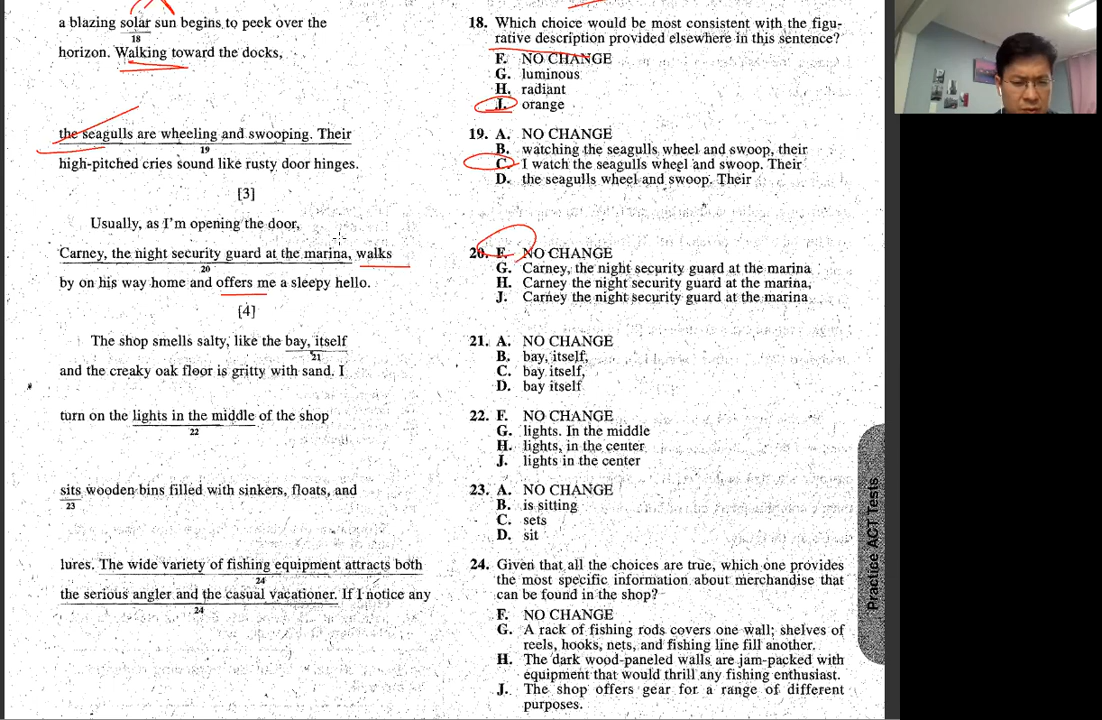 a blazing solar sun begins to peek over the
18
horizon. Walking toward the docks,
the seagulls are wheeling and swooping. Their
19
high-pitched cries sound like rusty door hinges.
[3]
Usually, as I'm opening the door,
Carney, the night security guard at the marina, walks
20
by on his way home and offers me a sleepy hello.
[4]
The shop smells salty, like the bay, itself
21
and the creaky oak floor is gritty with sand. I
turn on the lights in the middle of the shop
22
sits wooden bins filled with sinkers, floats, and
23
lures. The wide variety of fishing equipment attracts both
24
the serious angler and the casual vacationer. If I notice any
24
18. Which choice would be most consistent with the figu-
rative description provided elsewhere in this sentence?
F. NO CHANGE
G. luminous
H. radiant
J. orange
19. A. NO CHANGE
B. watching the seagulls wheel and swoop, their
C. I watch the seagulls wheel and swoop. Their
D. the seagulls wheel and swoop. Their
20. F. NO CHANGE
G. Carney, the night security guard at the marina
H. Carney the night security guard at the marina,
J. Carney the night security guard at the marina
21. A. NO CHANGE
B. bay, itself,
C. bay itself,
D. bay itself
22. F. NO CHANGE
G. lights. In the middle
H. lights, in the center
J. lights in the center
23. A. NO CHANGE
B. is sitting
C. sets
D. sit
24. Given that all the choices are true, which one provides
the most specific information about merchandise that
can be found in the shop?
F. NO CHANGE
G. A rack of fishing rods covers one wall; shelves of
reels, hooks, nets, and fishing line fill another.
H. The dark wood-paneled walls are jam-packed with
equipment that would thrill any fishing enthusiast.
J. The shop offers gear for a range of different
purposes.
Practice ACT Tests